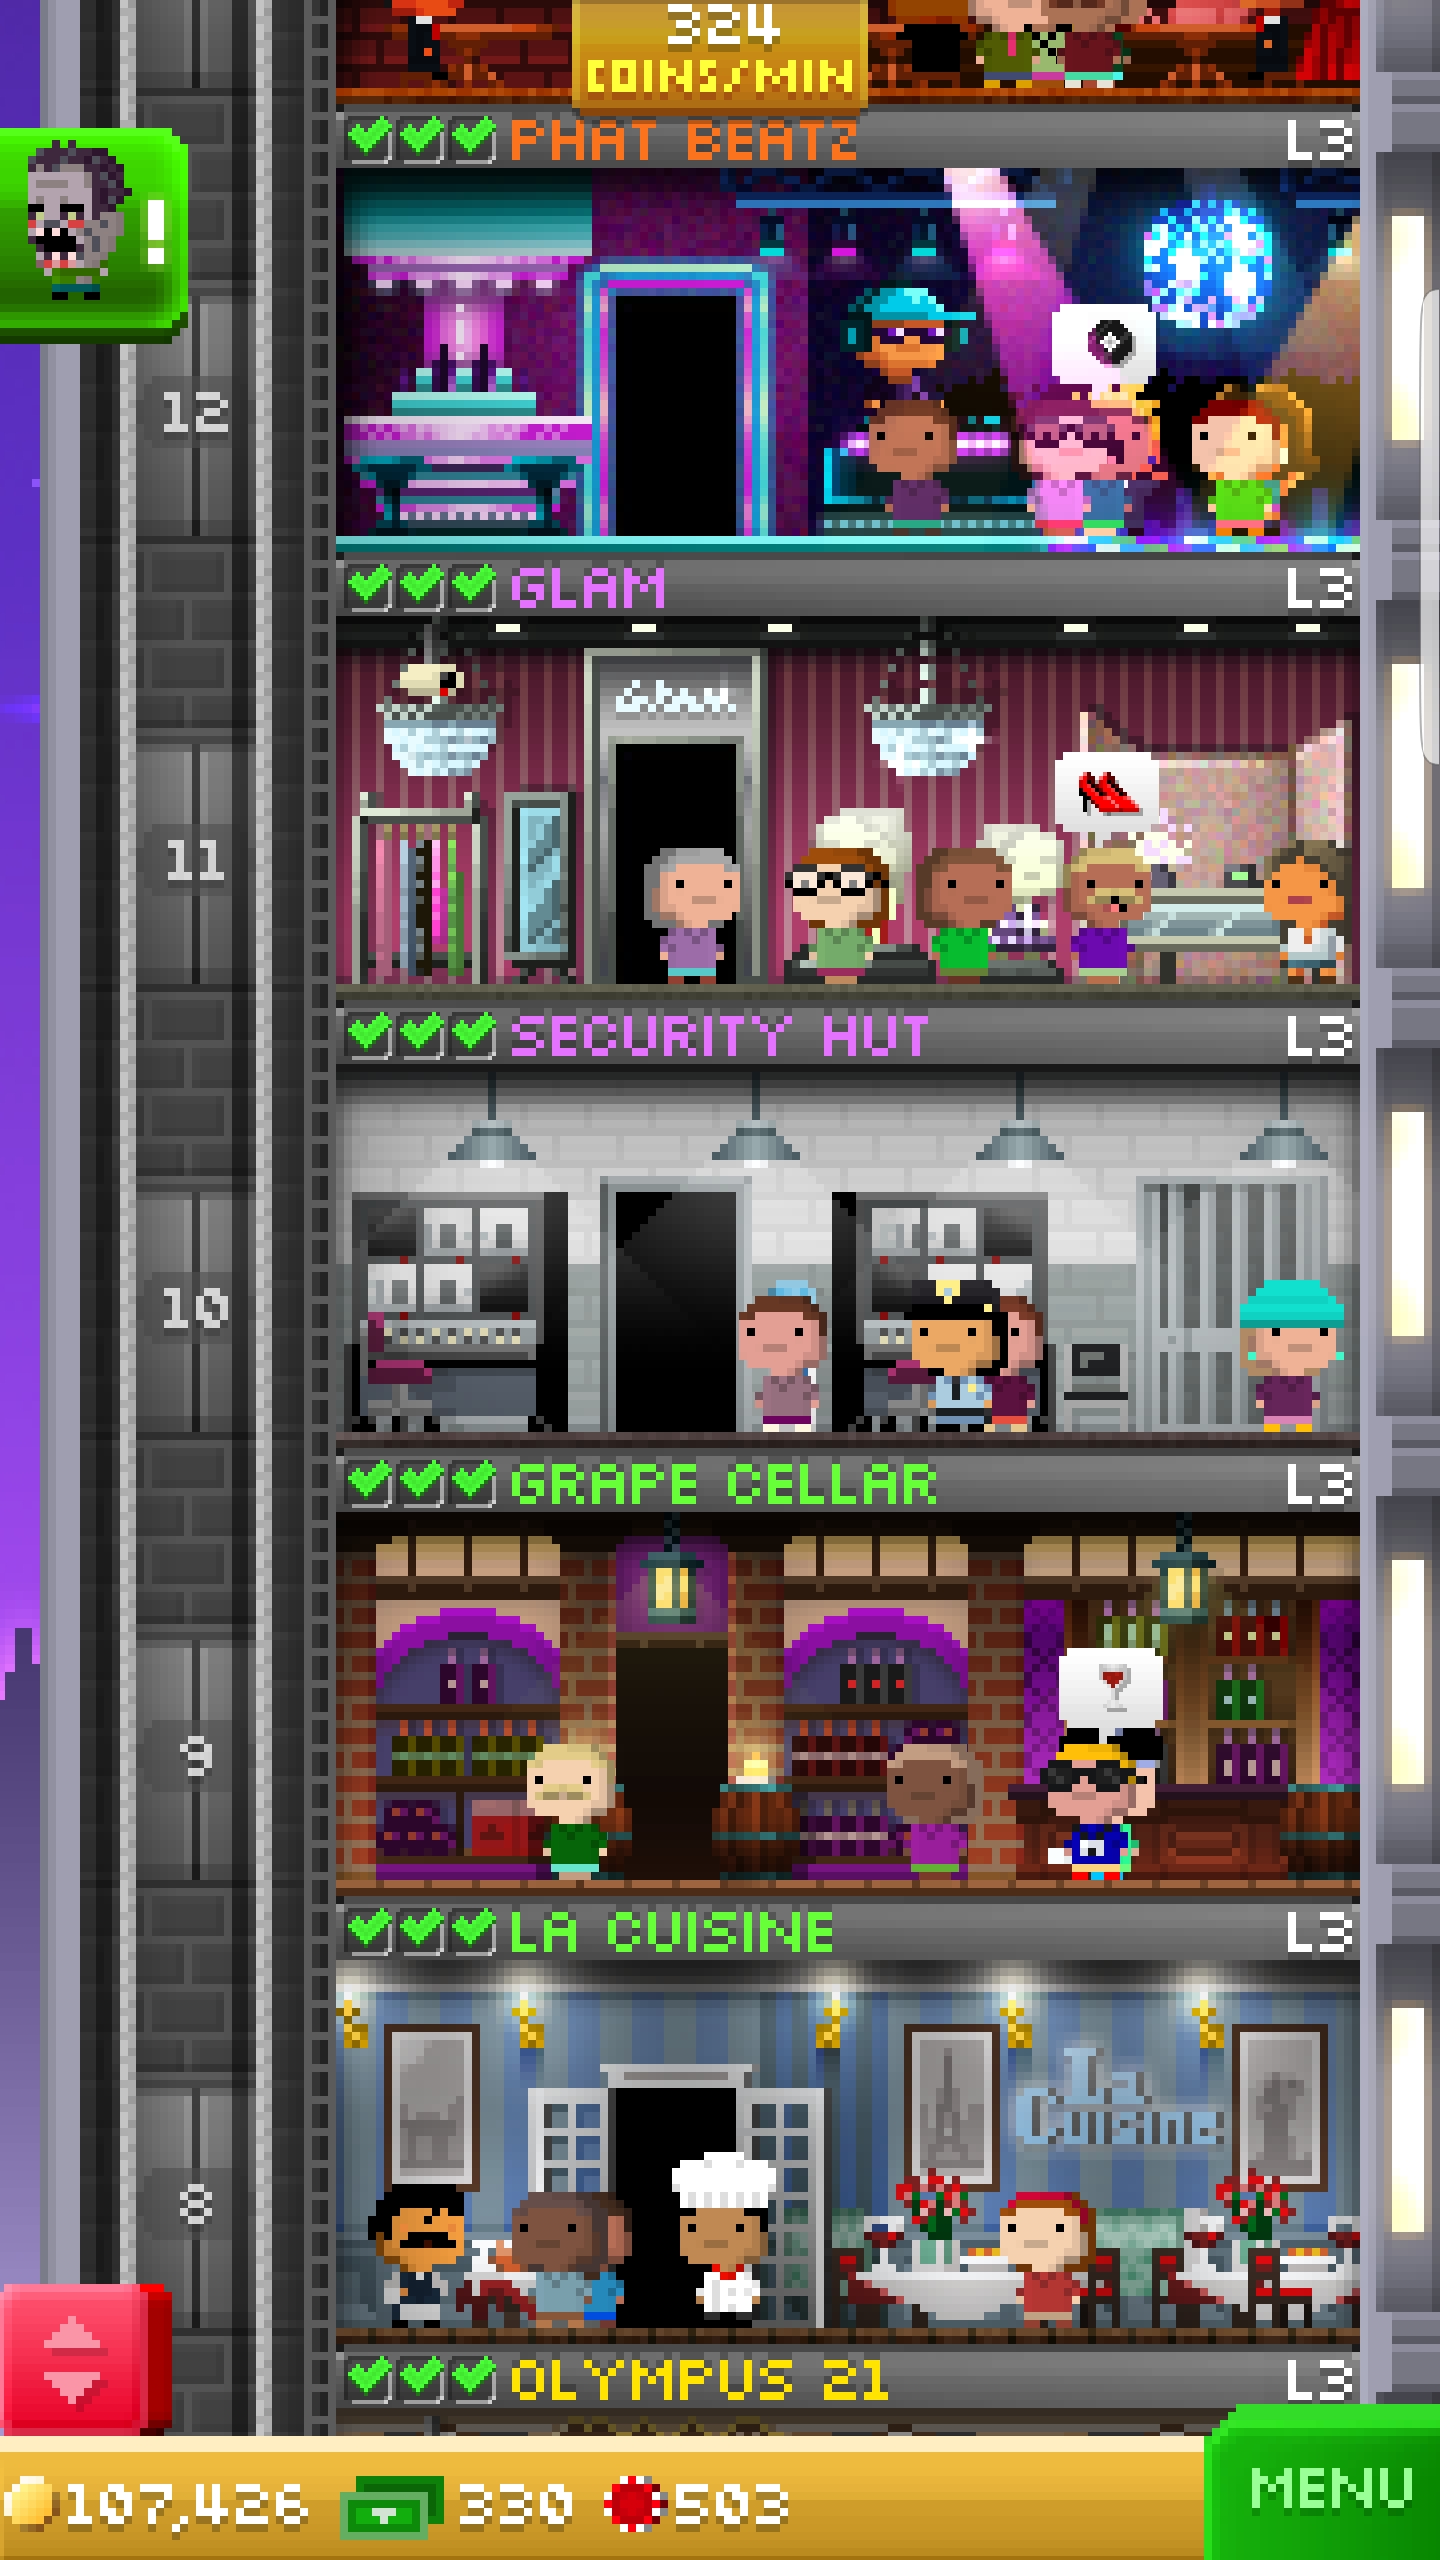 324
COINS/MIN
PHAT BEATZ
L3
!
12
GLAM
L3
Glam
11
SECURITY HUT
L3
10
GRAPE CELLAR
L3
9
LA CUISINE
L3
La
Cuisine
8
OLYMPUS 21
L3
107,426
330
503
MENU